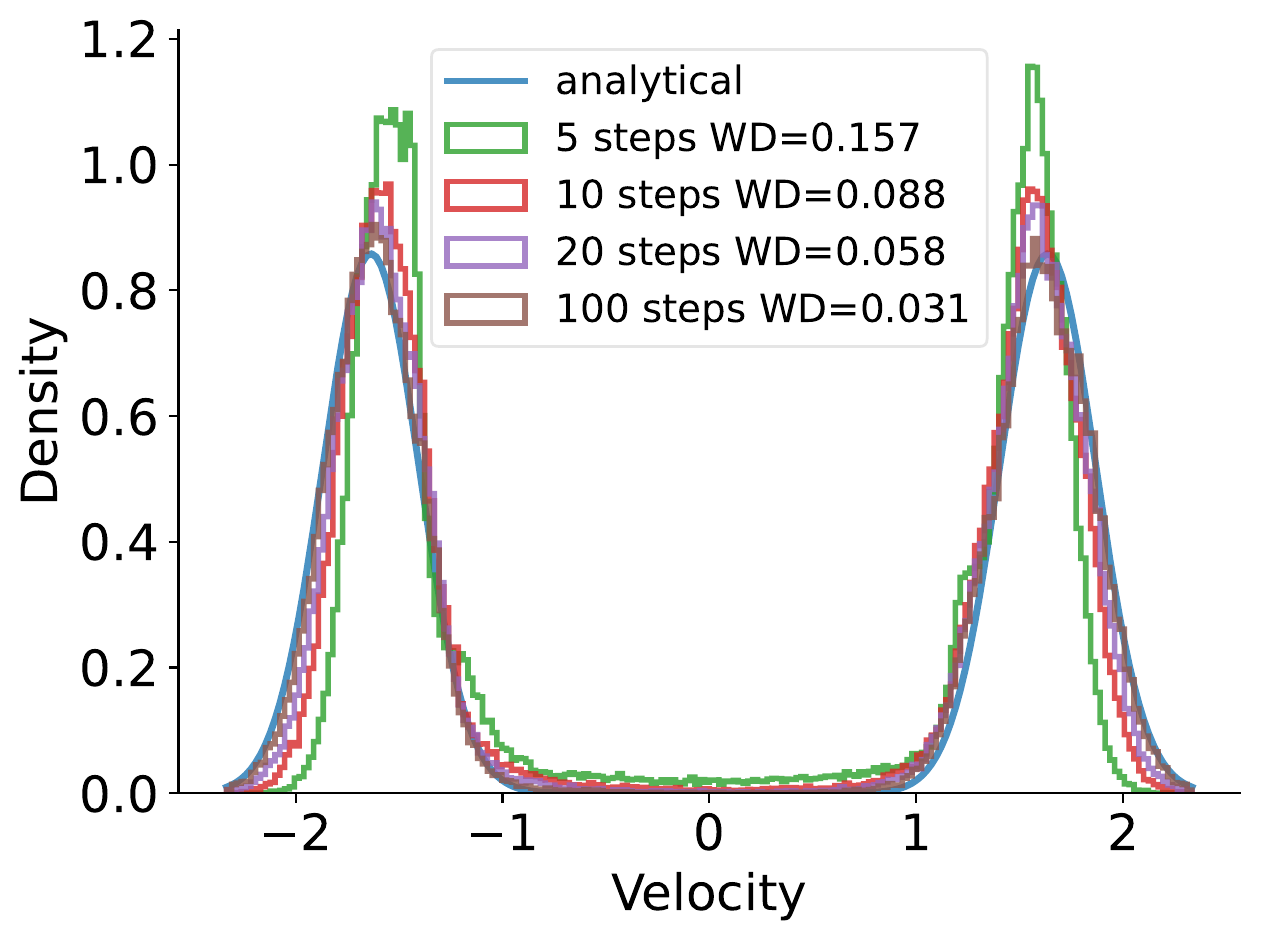 1.2
1.0
0.8
0.6
0.4
0.2
0.0
Density
analytical
5 steps WD=0.157
10 steps WD=0.088
20 steps WD=0.058
100 steps WD=0.031
−2
−1
0
1
2
Velocity